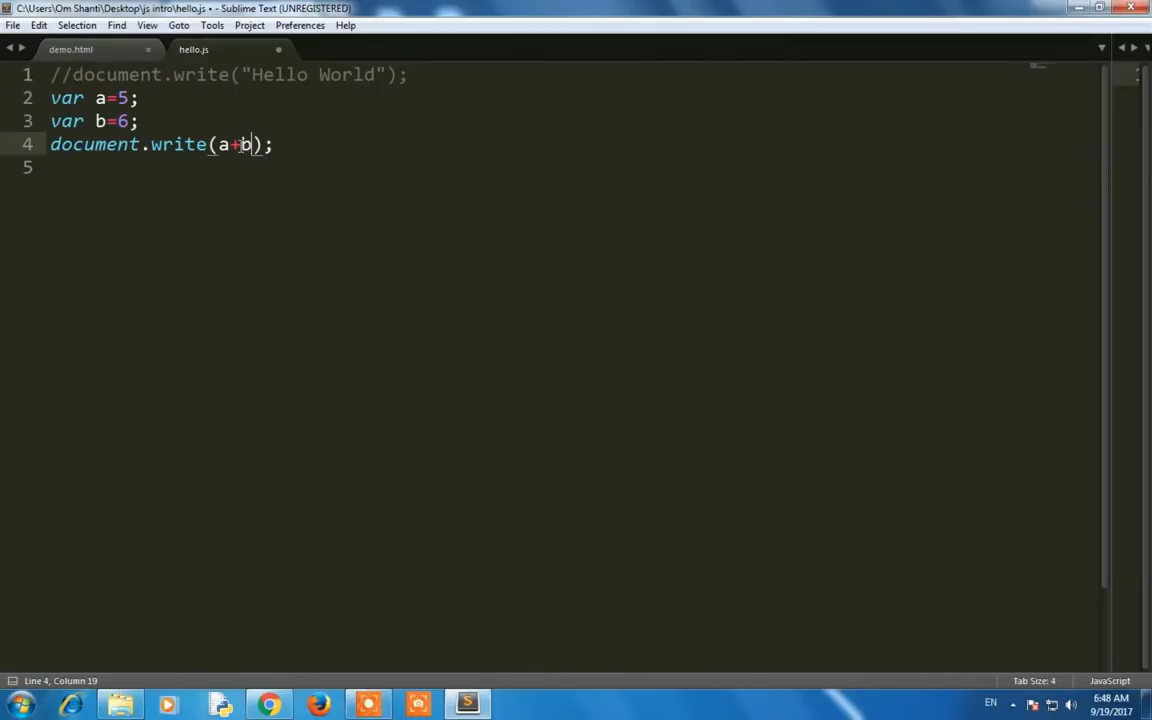 C:\Users\Om Shanti\Desktop\js intro\hello.js • - Sublime Text (UNREGISTERED)
File Edit Selection Find View Goto Tools Project Preferences Help
demo.html hello.js
1 //document.write("Hello World");
2 var a=5;
3 var b=6;
4 document.write(a+b);
5
Line 4, Column 19 Tab Size: 4 JavaScript
EN 6:48 AM
9/19/2017